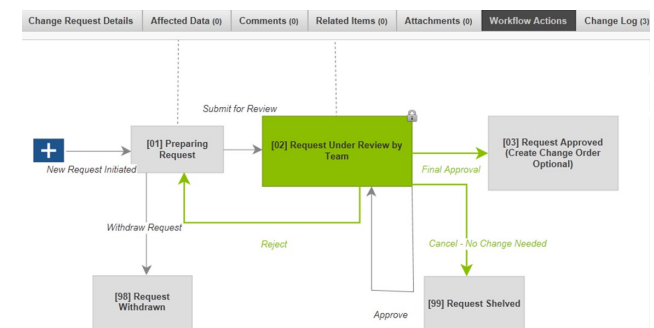 Change Request Details
Affected Data (0)
Comments (0)
Related Items (0)
Attachments (0)
Workflow Actions
Change Log (3)
Submit for Review
[01] Preparing
Request
[02] Request Under Review by
Team
[03] Request Approved
(Create Change Order
Optional)
New Request Initiated
Final Approval
Withdraw Request
Reject
Cancel - No Change Needed
[98] Request
Withdrawn
[99] Request Shelved
Approve